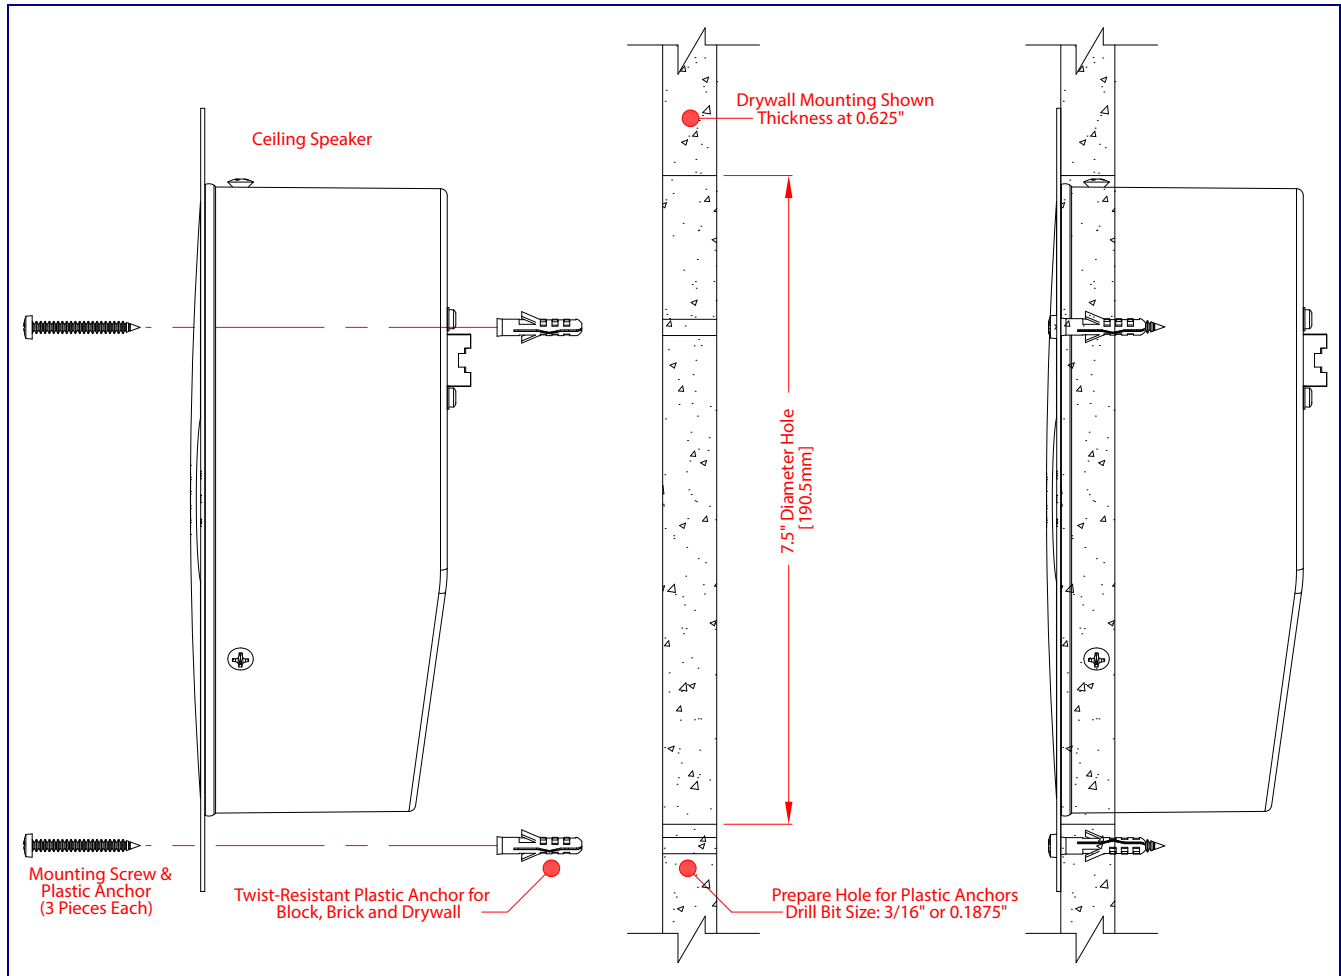 Drywall Mounting Shown
Thickness at 0.625"
Ceiling Speaker
7.5" Diameter Hole
[190.5mm]
Mounting Screw &
Plastic Anchor
(3 Pieces Each)
Twist-Resistant Plastic Anchor for
Block, Brick and Drywall
Prepare Hole for Plastic Anchors
Drill Bit Size: 3/16" or 0.1875"